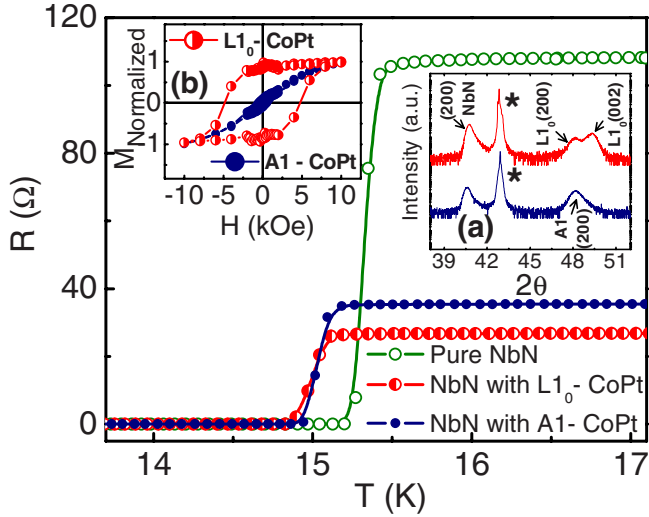 120
80
40
0
R (Ω)
14
15
16
17
T (K)
L1₀- CoPt
(b)
A1 - CoPt
M Normalized
1
0
1
-10
-5
0
5
10
H (kOe)
Intensity (a.u.)
(200)
NbN
*
L1₀(200)
L1₀(002)
*
A1
(200)
(a)
39
42
45
48
51
2θ
Pure NbN
NbN with L1₀- CoPt
NbN with A1- CoPt